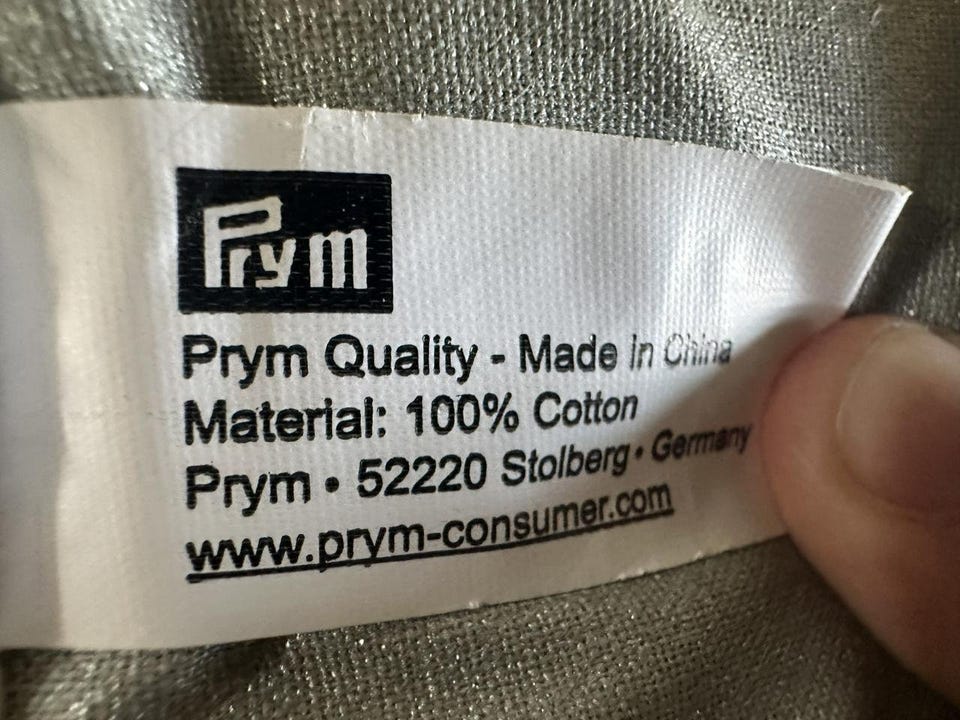 Prym
Prym Quality - Made in China
Material: 100% Cotton
Prym • 52220 Stolberg • Germany
www.prym-consumer.com